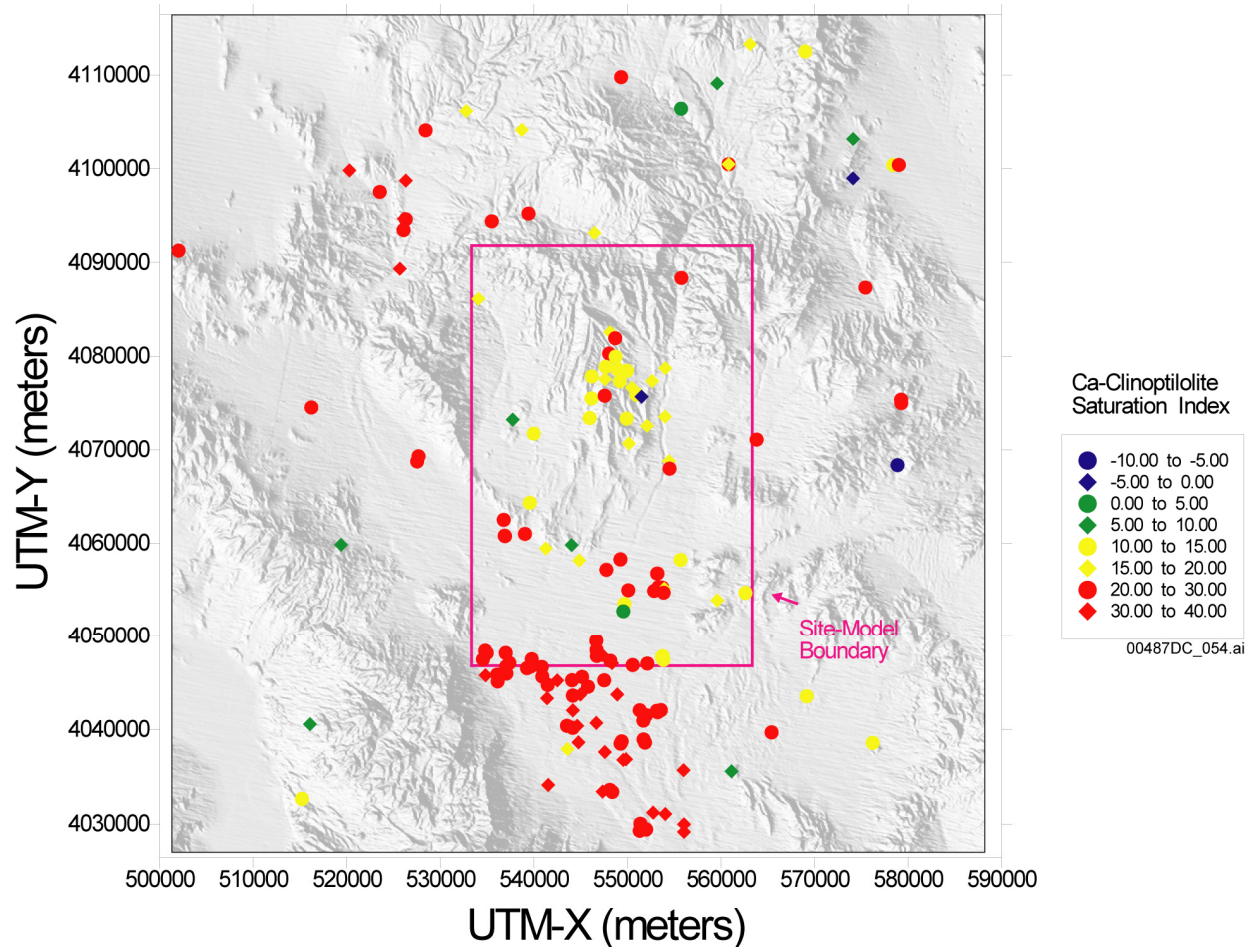 4110000
4100000
4090000
4080000
4070000
4060000
4050000
4040000
4030000
UTM-Y (meters)
500000 510000 520000 530000 540000 550000 560000 570000 580000 590000
UTM-X (meters)
Site-Model
Boundary
Ca-Clinoptilolite
Saturation Index
-10.00 to -5.00
-5.00 to 0.00
0.00 to 5.00
5.00 to 10.00
10.00 to 15.00
15.00 to 20.00
20.00 to 30.00
30.00 to 40.00
00487DC_054.ai